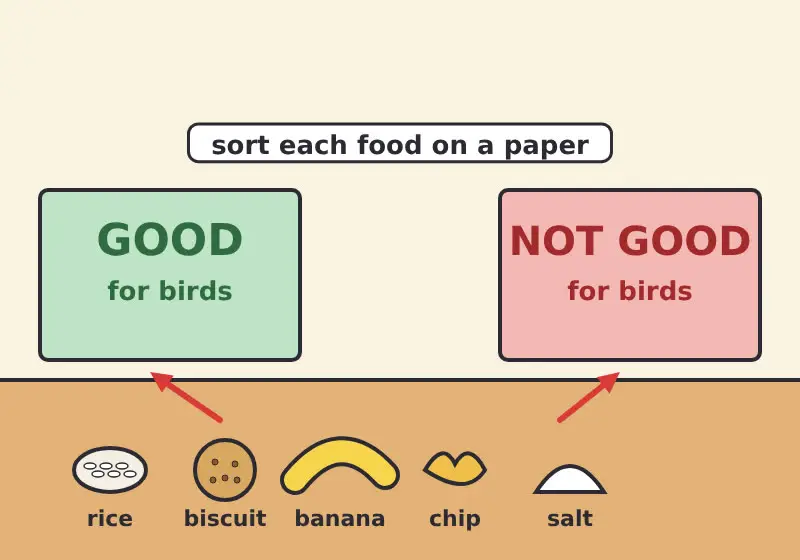 sort each food on a paper
GOOD
for birds
NOT GOOD
for birds
rice
biscuit
banana
chip
salt